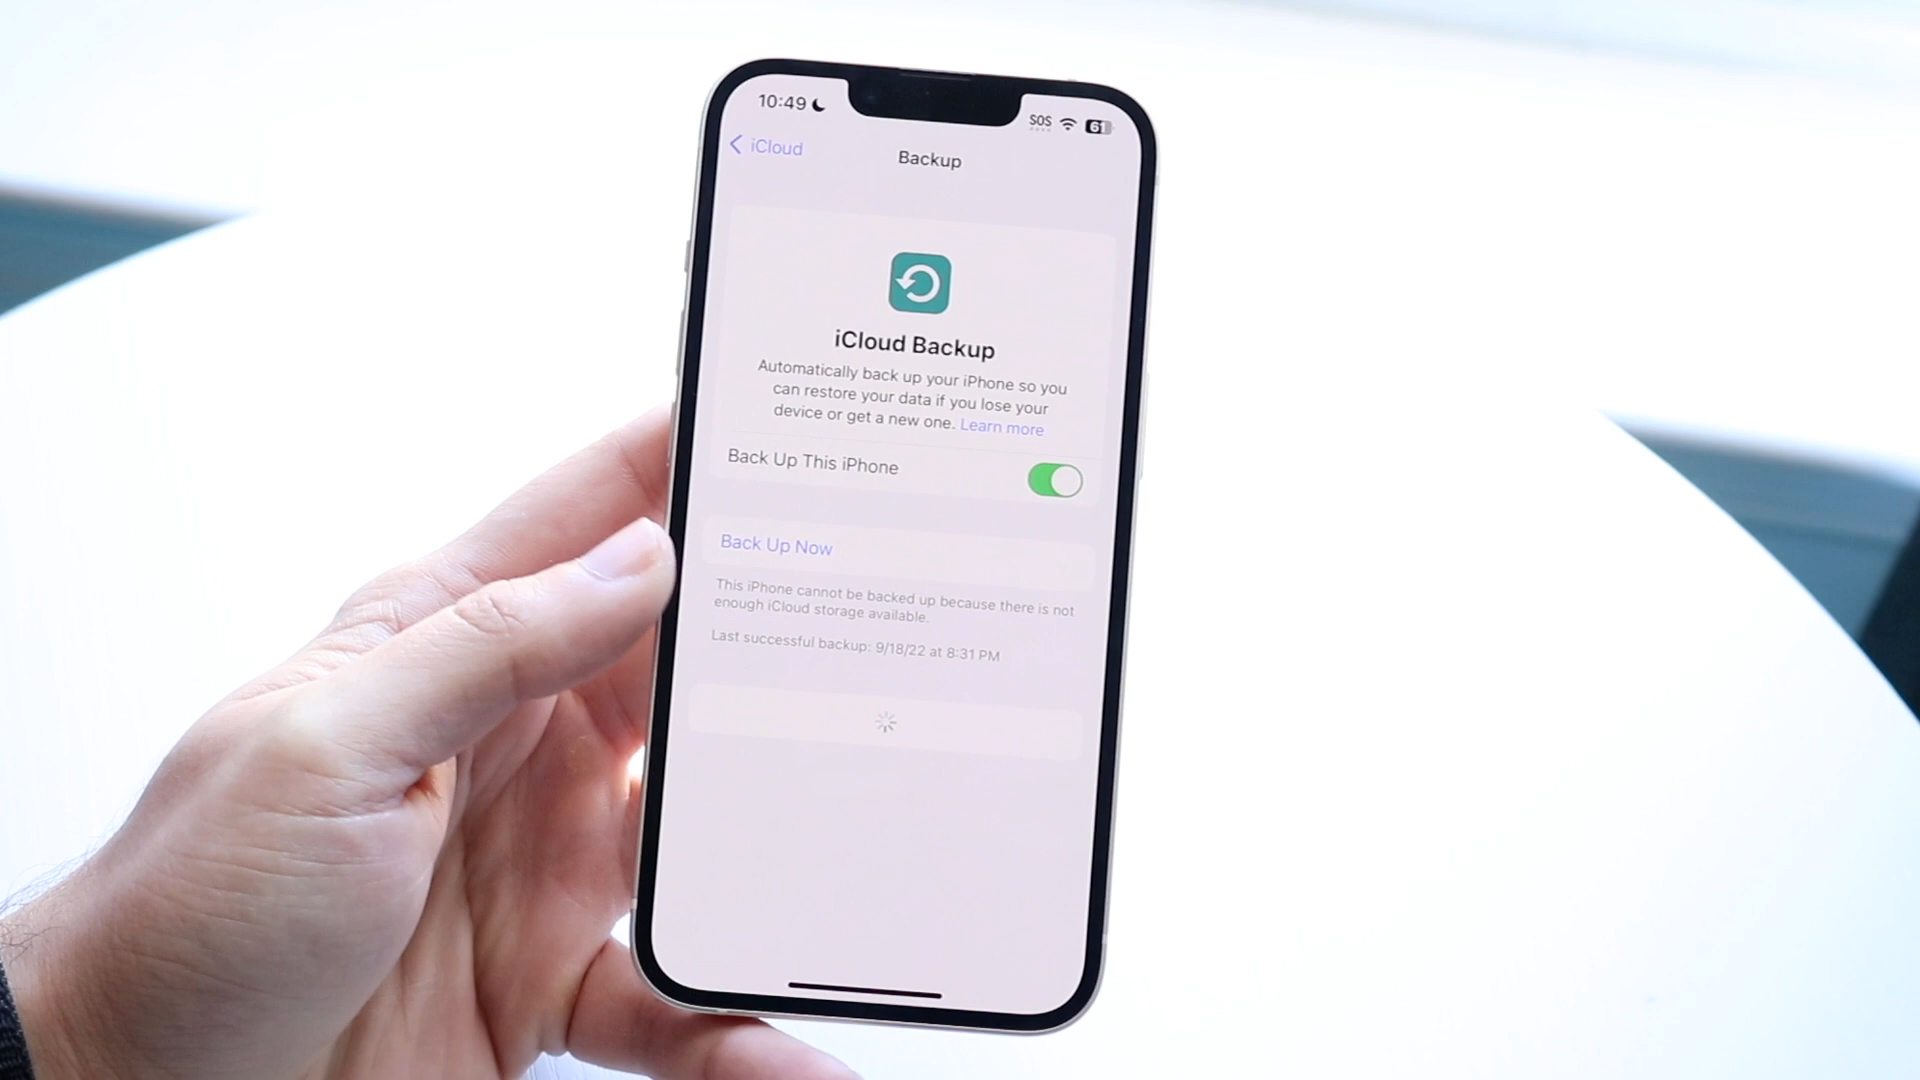 10:49
SOS
61
iCloud
Backup
iCloud Backup
Automatically back up your iPhone so you
can restore your data if you lose your
device or get a new one. Learn more
Back Up This iPhone
Back Up Now
This iPhone cannot be backed up because there is not
enough iCloud storage available.
Last successful backup: 9/18/22 at 8:31 PM